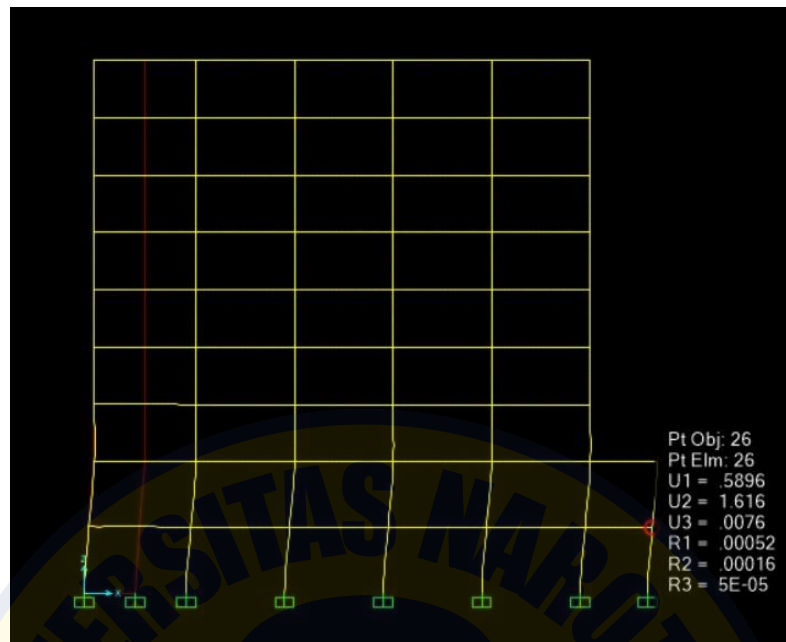 Pt Obj: 26
Pt Elm: 26
U1 = .5896
U2 = 1.616
U3 = .0076
R1 = .00052
R2 = .00016
R3 = 5E-05
Z
X